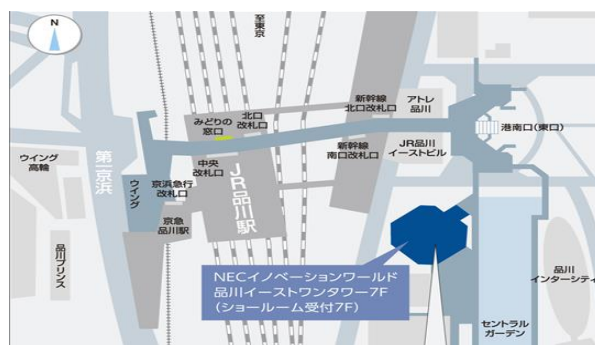 N
至東京
新幹線
北口改札口
アトレ
品川
北口
改札口
みどりの
窓口
港南口(東口)
JR品川
イーストビル
新幹線
南口改札口
ウイング
高輪
第一京浜
中央
改札口
京浜急行
改札口
ウイング
JR品川駅
京急
品川駅
品川プリンス
NECイノベーションワールド
品川イーストワンタワー7F
(ショールーム受付7F)
品川
インターシティ
セントラル
ガーデン